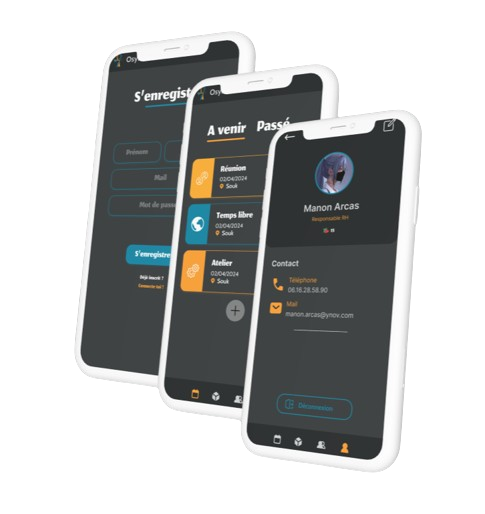 Osy
S'enregist
Prénom
Mail
Mot de passe
S'enregistre
Déjà inscrit ?
Connecte toi !
Osy
A venir Passé
Réunion
02/04/2024
Souk
Temps libre
02/04/2024
Souk
Atelier
02/04/2024
Souk
Manon Arcas
Responsable RH
Contact
Téléphone
06.16.28.58.90
Mail
manon.arcas@ynov.com
Déconnexion